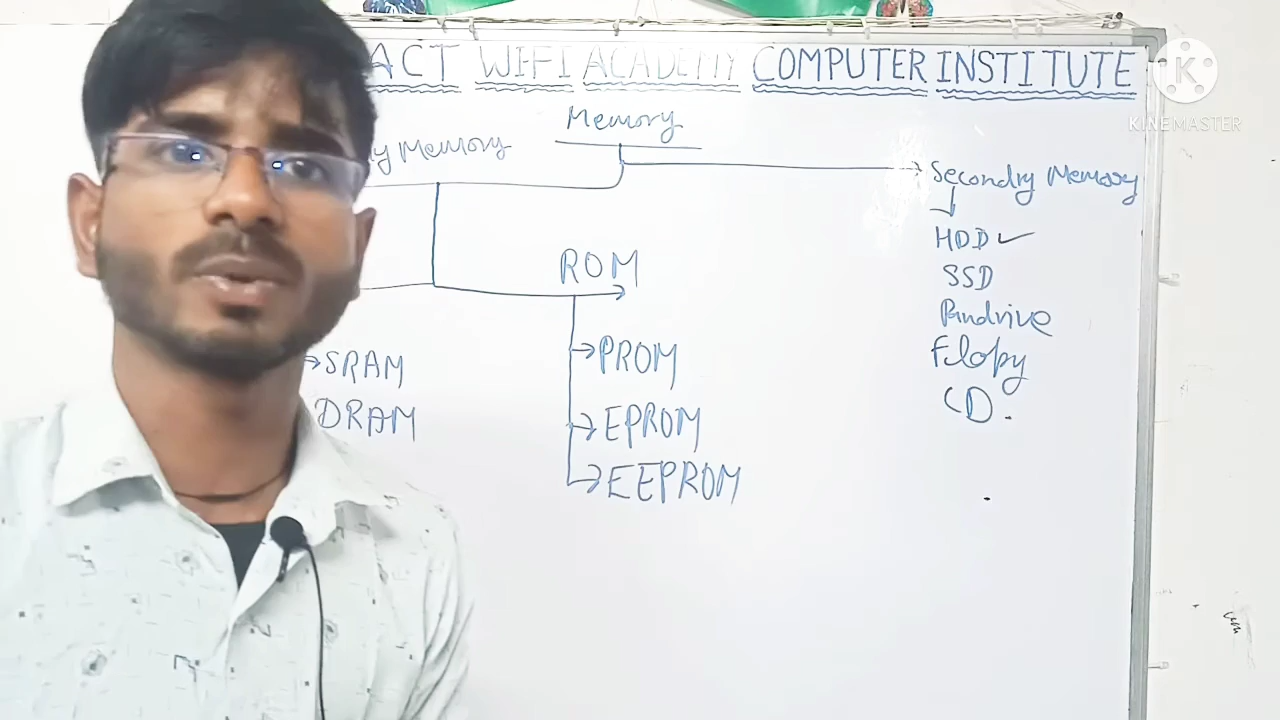 ACT WIFI ACADEMY COMPUTER INSTITUTE
KINEMASTER
Memory
y Memory
Secondry Memory
HDD ✓
SSD
ROM
Pendrive
PROM
SRAM
Flopy
DRAM
EPROM
CD.
EEPROM